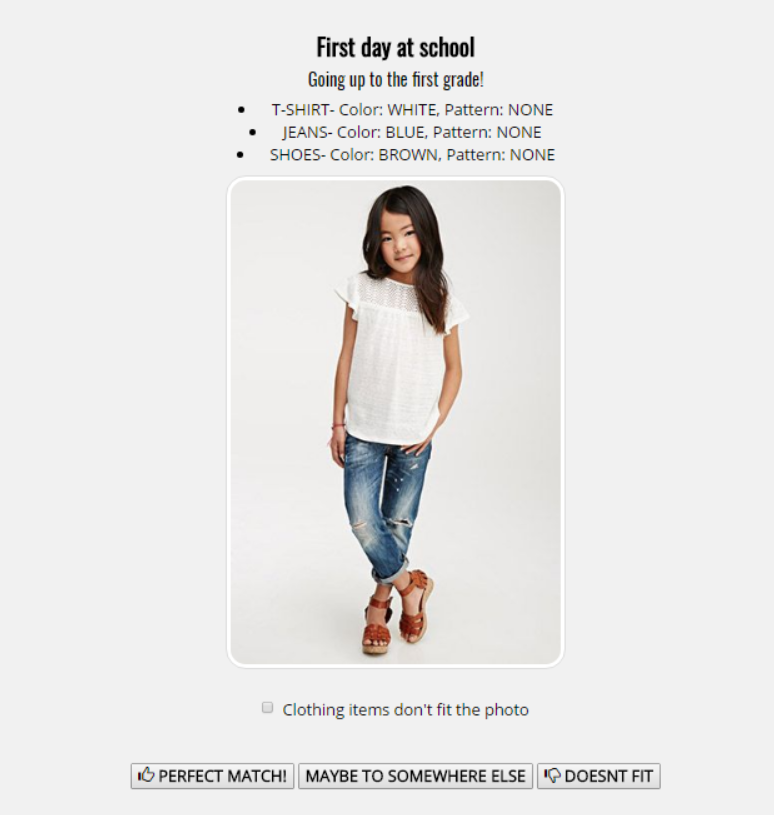 First day at school
Going up to the first grade!
• T-SHIRT- Color: WHITE, Pattern: NONE
• JEANS- Color: BLUE, Pattern: NONE
• SHOES- Color: BROWN, Pattern: NONE
Clothing items don't fit the photo
PERFECT MATCH! MAYBE TO SOMEWHERE ELSE DOESNT FIT